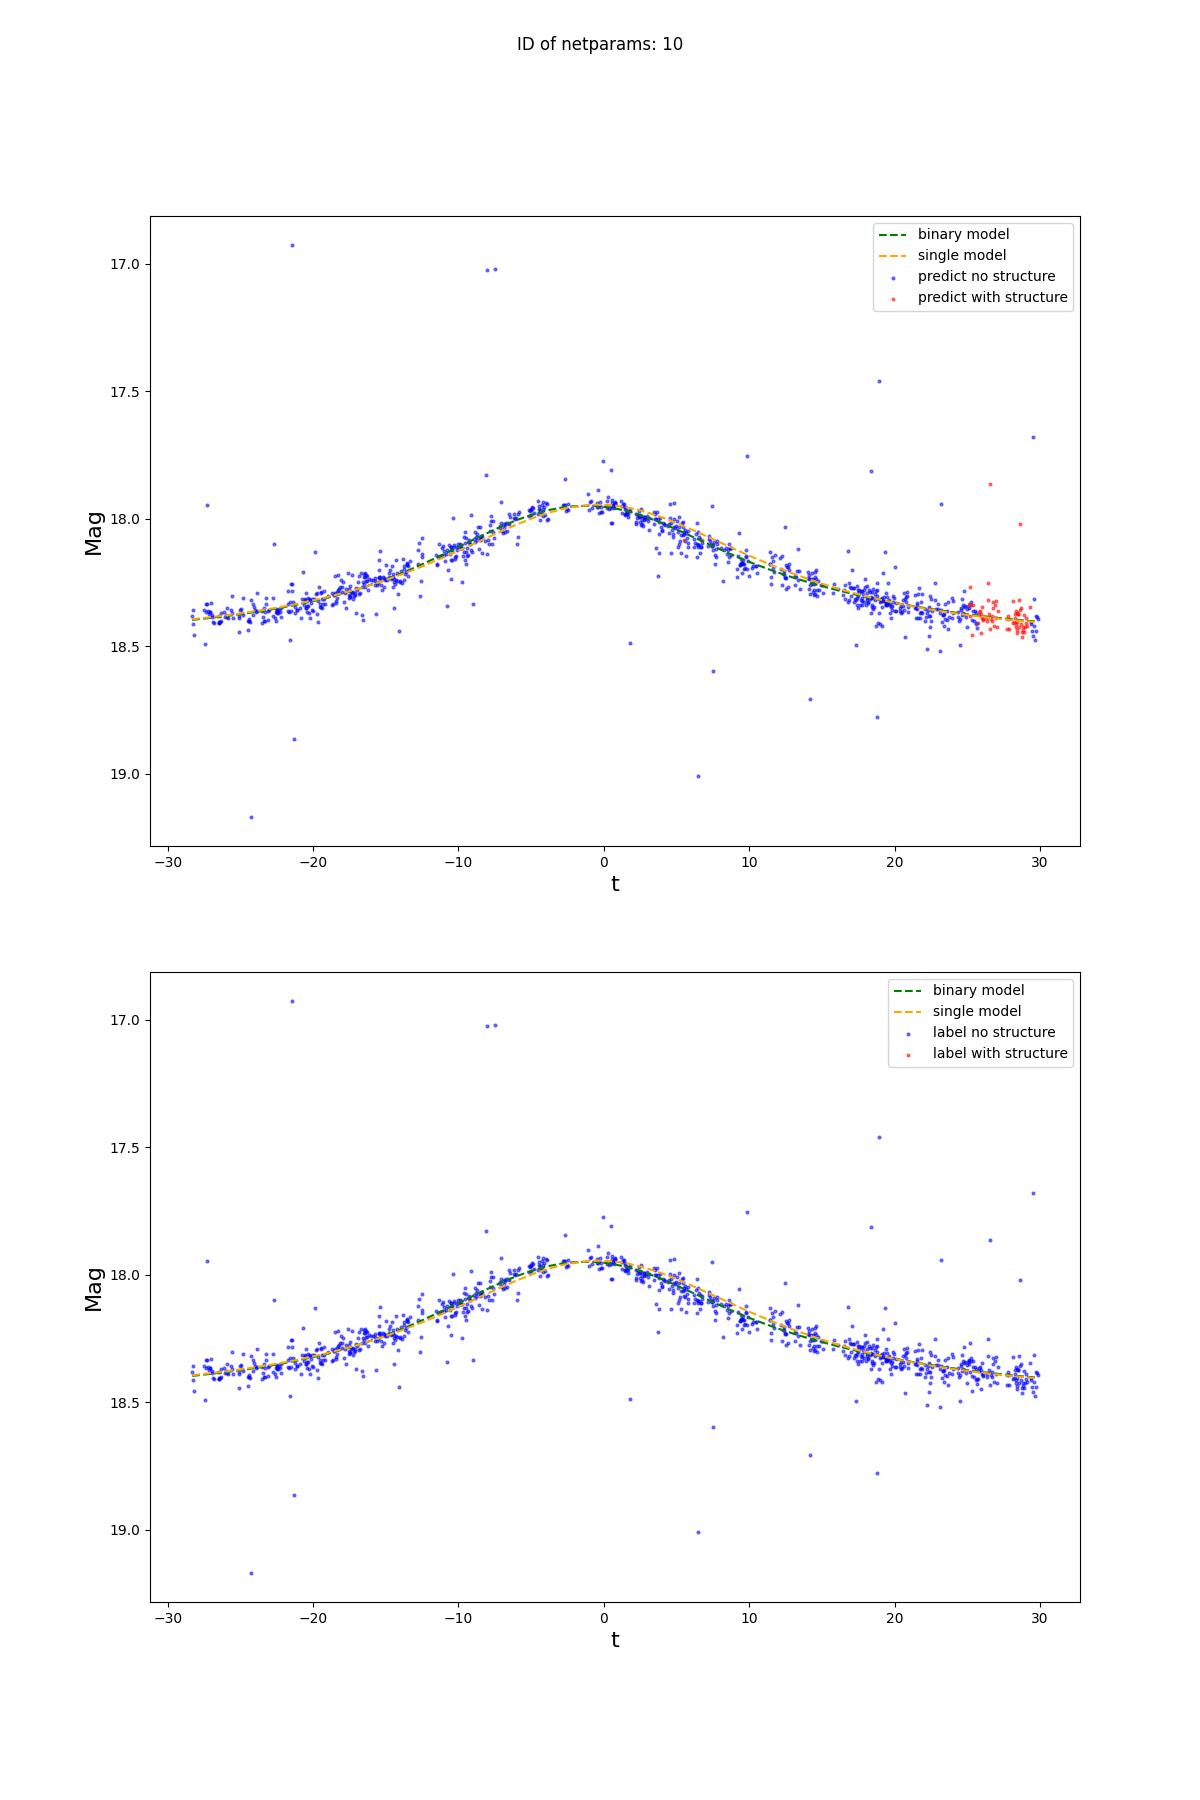 ID of netparams: 10
binary model
single model
predict no structure
predict with structure
17.0
17.5
18.0
18.5
19.0
Mag
−30
−20
−10
0
10
20
30
t
binary model
single model
label no structure
label with structure
17.0
17.5
18.0
18.5
19.0
Mag
−30
−20
−10
0
10
20
30
t